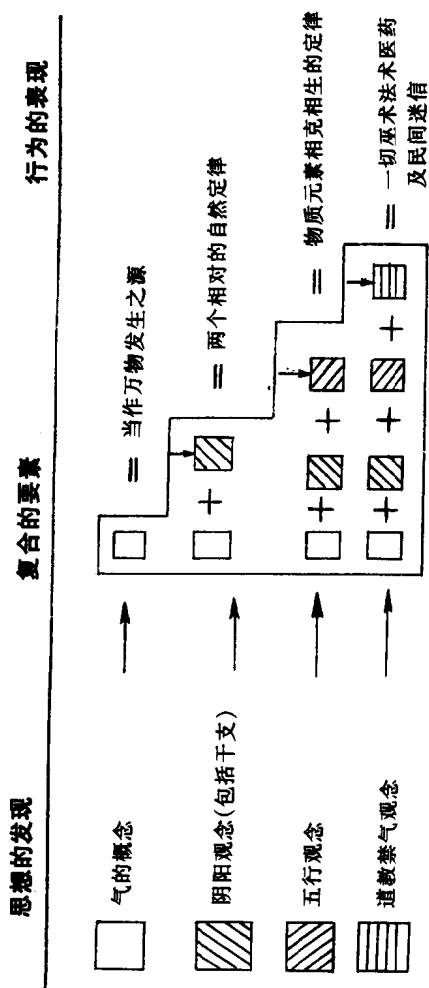 思想的发现
复合的要素
行为的表现
气的概念
= 当作万物发生之源
阴阳观念(包括干支)
+
= 两个相对的自然定律
五行观念
+ +
= 物质元素相克相生的定律
道教禁气观念
+ + +
= 一切巫术法术医药
及民间迷信